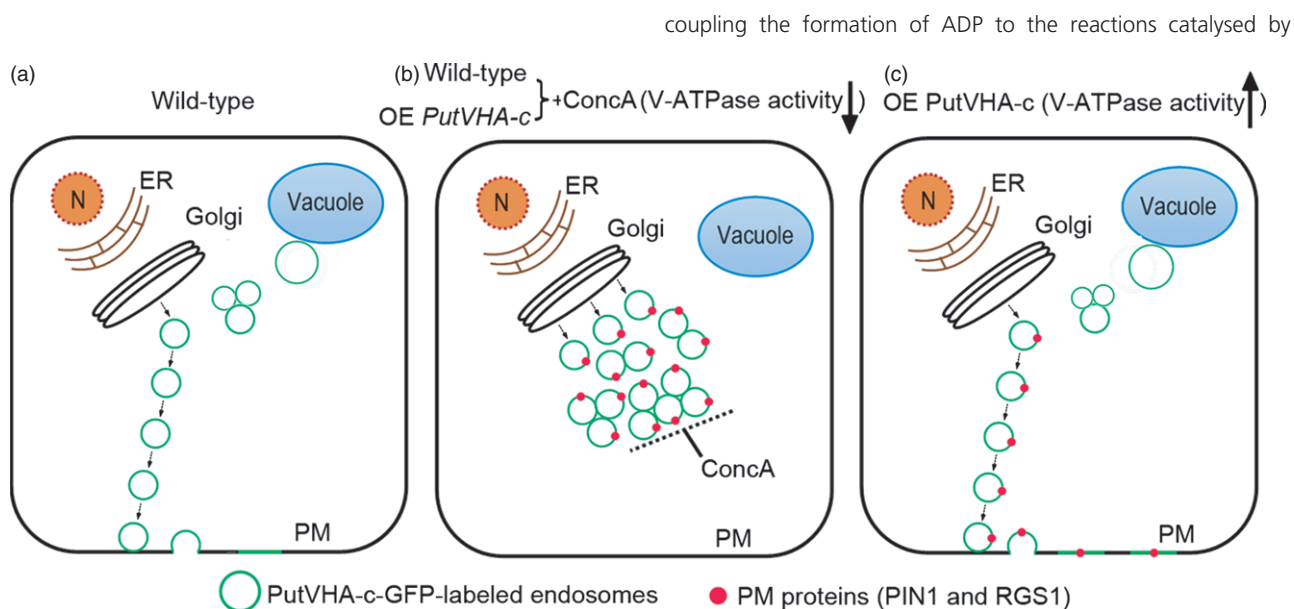 coupling the formation of ADP to the reactions catalysed by
(a)
Wild-type
N
ER
Golgi
Vacuole
PM
(b) Wild-type
OE PutVHA-c
+ConcA (V-ATPase activity )
N
ER
Golgi
Vacuole
ConcA
PM
(c)
OE PutVHA-c (V-ATPase activity )
N
ER
Golgi
Vacuole
PM
PutVHA-c-GFP-labeled endosomes
PM proteins (PIN1 and RGS1)